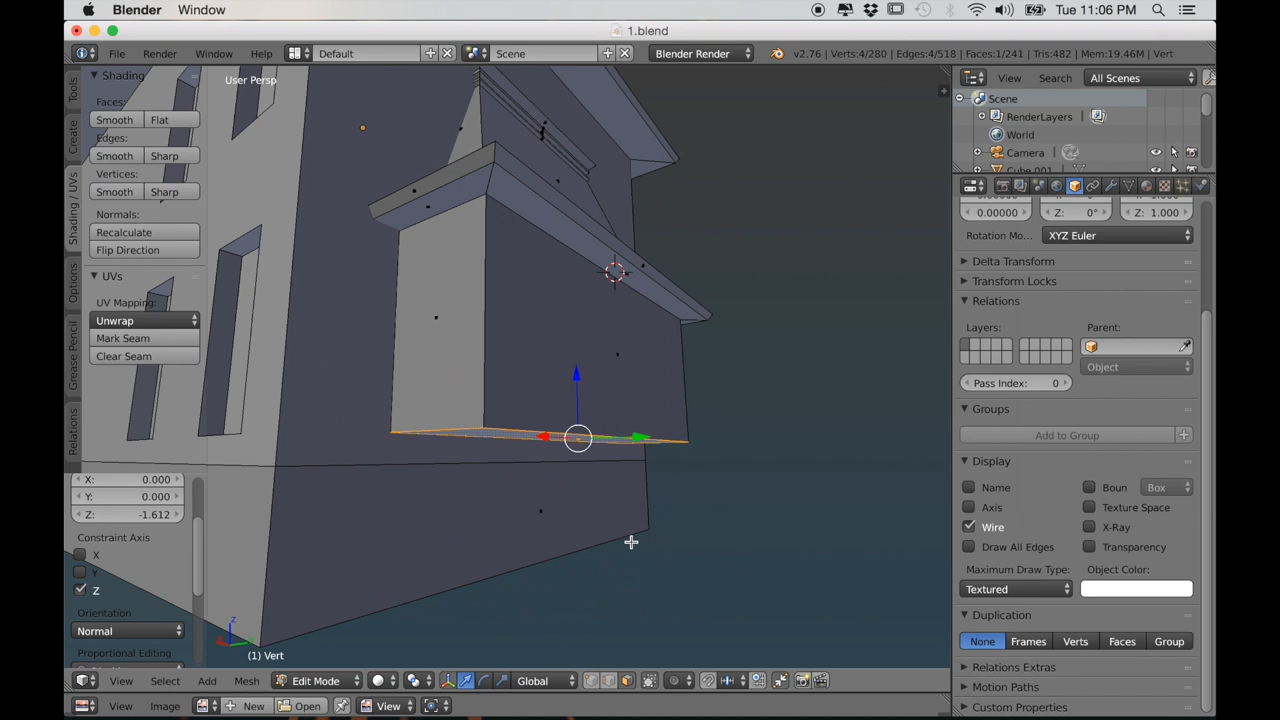 Blender Window Tue 11:06 PM
1.blend
File Render Window Help Default Scene Blender Render v2.76 | Verts:4/280 | Edges:4/518 | Faces:1/241 | Tris:482 | Mem:19.46M | Vert
Shading
Faces:
Smooth Flat
Edges:
Smooth Sharp
Vertices:
Smooth Sharp
Normals:
Recalculate
Flip Direction
UVs
UV Mapping:
Unwrap
Mark Seam
Clear Seam
Tools
Create
Shading / UVs
Options
Grease Pencil
Relations
X: 0.000
Y: 0.000
Z: -1.612
Constraint Axis
X
Y
Z
Orientation
Normal
Proportional Editing
User Persp
z
(1) Vert
View Select Add Mesh Edit Mode Global
View Image New Open View
View Search All Scenes
Scene
RenderLayers
World
Camera
Cube.001
0.00000 Z: 0° Z: 1.000
Rotation Mo... XYZ Euler
Delta Transform
Transform Locks
Relations
Layers: Parent:
Object
Pass Index: 0
Groups
Add to Group
Display
Name Boun Box
Axis Texture Space
Wire X-Ray
Draw All Edges Transparency
Maximum Draw Type: Object Color:
Textured
Duplication
None Frames Verts Faces Group
Relations Extras
Motion Paths
Custom Properties